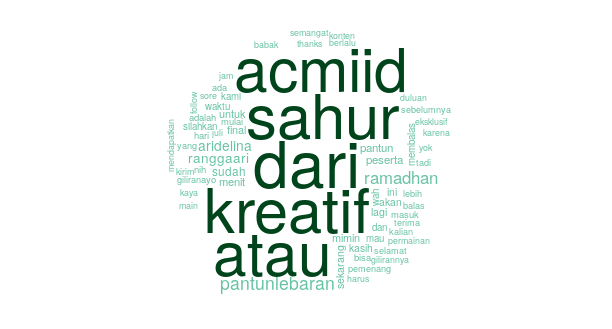 semangat
konten
babak
thanks
berlalu
acmiid
jam
ada
follow
sore
kami
duluan
waktu
sahur
sebelumnya
adalah
untuk
eksklusif
silahkan
mulai
final
karena
mendapatkan
hari
juli
membalas
yang
aridelina
dari
pantun
yok
ranggaari
peserta
tadi
kirim
nih
sudah
ramadhan
giliranayo
menit
kaya
kreatif
wah
ini
lebih
main
akan
balas
lagi
masuk
terima
dan
kalian
atau
mimin
mau
permainan
sekarang
kasih
selamat
bisa
gilirannya
pemenang
pantunlebaran
harus